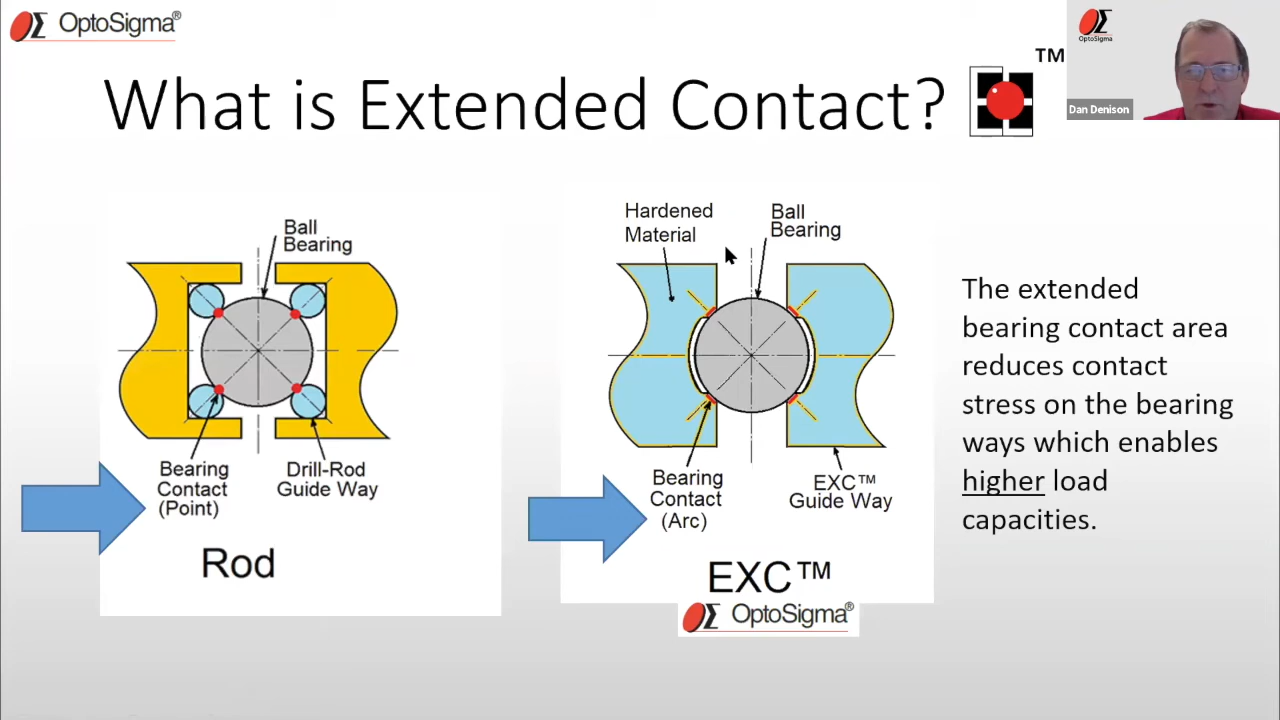 OptoSigma®
What is Extended Contact?
TM
OptoSigma
Dan Denison
Ball
Bearing
Bearing
Contact
(Point)
Drill-Rod
Guide Way
Rod
Hardened
Material
Ball
Bearing
Bearing
Contact
(Arc)
EXC™
Guide Way
EXC™
OptoSigma®
The extended
bearing contact area
reduces contact
stress on the bearing
ways which enables
higher load
capacities.